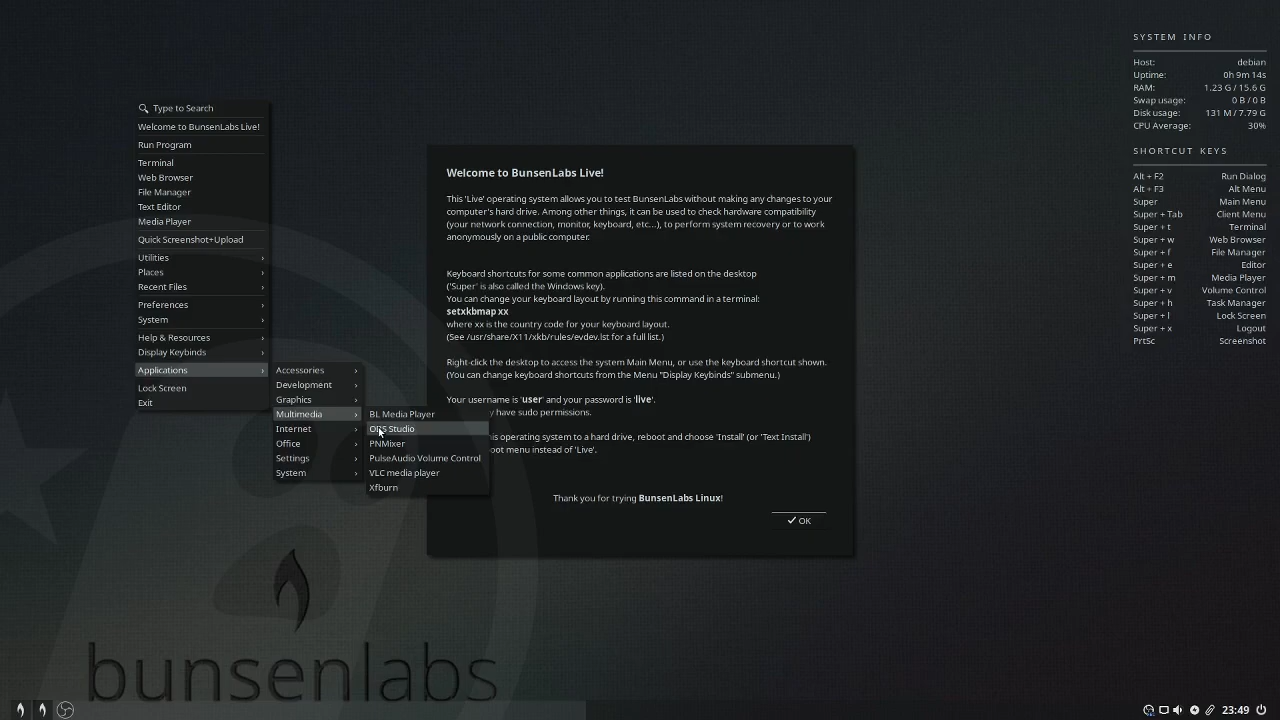 Type to Search
Welcome to BunsenLabs Live!
Run Program
Terminal
Web Browser
File Manager
Text Editor
Media Player
Quick Screenshot+Upload
Utilities
Places
Recent Files
Preferences
System
Help & Resources
Display Keybinds
Applications
Lock Screen
Exit
Accessories
Development
Graphics
Multimedia
Internet
Office
Settings
System
BL Media Player
OBS Studio
PNMixer
PulseAudio Volume Control
VLC media player
Xfburn
Welcome to BunsenLabs Live!
This 'Live' operating system allows you to test BunsenLabs without making any changes to your
computer's hard drive. Among other things, it can be used to check hardware compatibility
(your network connection, monitor, keyboard, etc...), to perform system recovery or to work
anonymously on a public computer.
Keyboard shortcuts for some common applications are listed on the desktop
('Super' is also called the Windows key).
You can change your keyboard layout by running this command in a terminal:
setxkbmap xx
where xx is the country code for your keyboard layout.
(See /usr/share/X11/xkb/rules/evdev.lst for a full list.)
Right-click the desktop to access the system Main Menu, or use the keyboard shortcut shown.
(You can change keyboard shortcuts from the Menu "Display Keybinds" submenu.)
Your username is 'user' and your password is 'live'.
have sudo permissions.
this operating system to a hard drive, reboot and choose 'Install' (or 'Text Install')
boot menu instead of 'Live'.
Thank you for trying BunsenLabs Linux!
OK
SYSTEM INFO
Host: debian
Uptime: 0h 9m 14s
RAM: 1.23 G / 15.6 G
Swap usage: 0 B / 0 B
Disk usage: 131 M / 7.79 G
CPU Average: 30%
SHORTCUT KEYS
Alt + F2 Run Dialog
Alt + F3 Alt Menu
Super Main Menu
Super + Tab Client Menu
Super + t Terminal
Super + w Web Browser
Super + f File Manager
Super + e Editor
Super + m Media Player
Super + v Volume Control
Super + h Task Manager
Super + l Lock Screen
Super + x Logout
PrtSc Screenshot
bunsenlabs
23:49